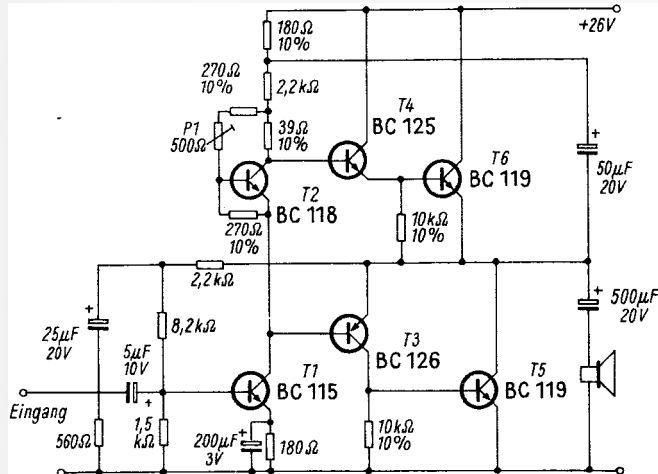 180Ω
10%
+26V
270Ω
10%
2,2kΩ
P1
500Ω
39Ω
10%
T4
BC 125
T6
BC 119
50µF
20V
+
T2
BC 118
270Ω
10%
10kΩ
10%
2,2kΩ
+
25µF
20V
8,2kΩ
5µF
10V
+
T3
BC 126
+
500µF
20V
T1
BC 115
T5
BC 119
Eingang
560Ω
1,5
kΩ
+
200µF
3V
180Ω
10kΩ
10%